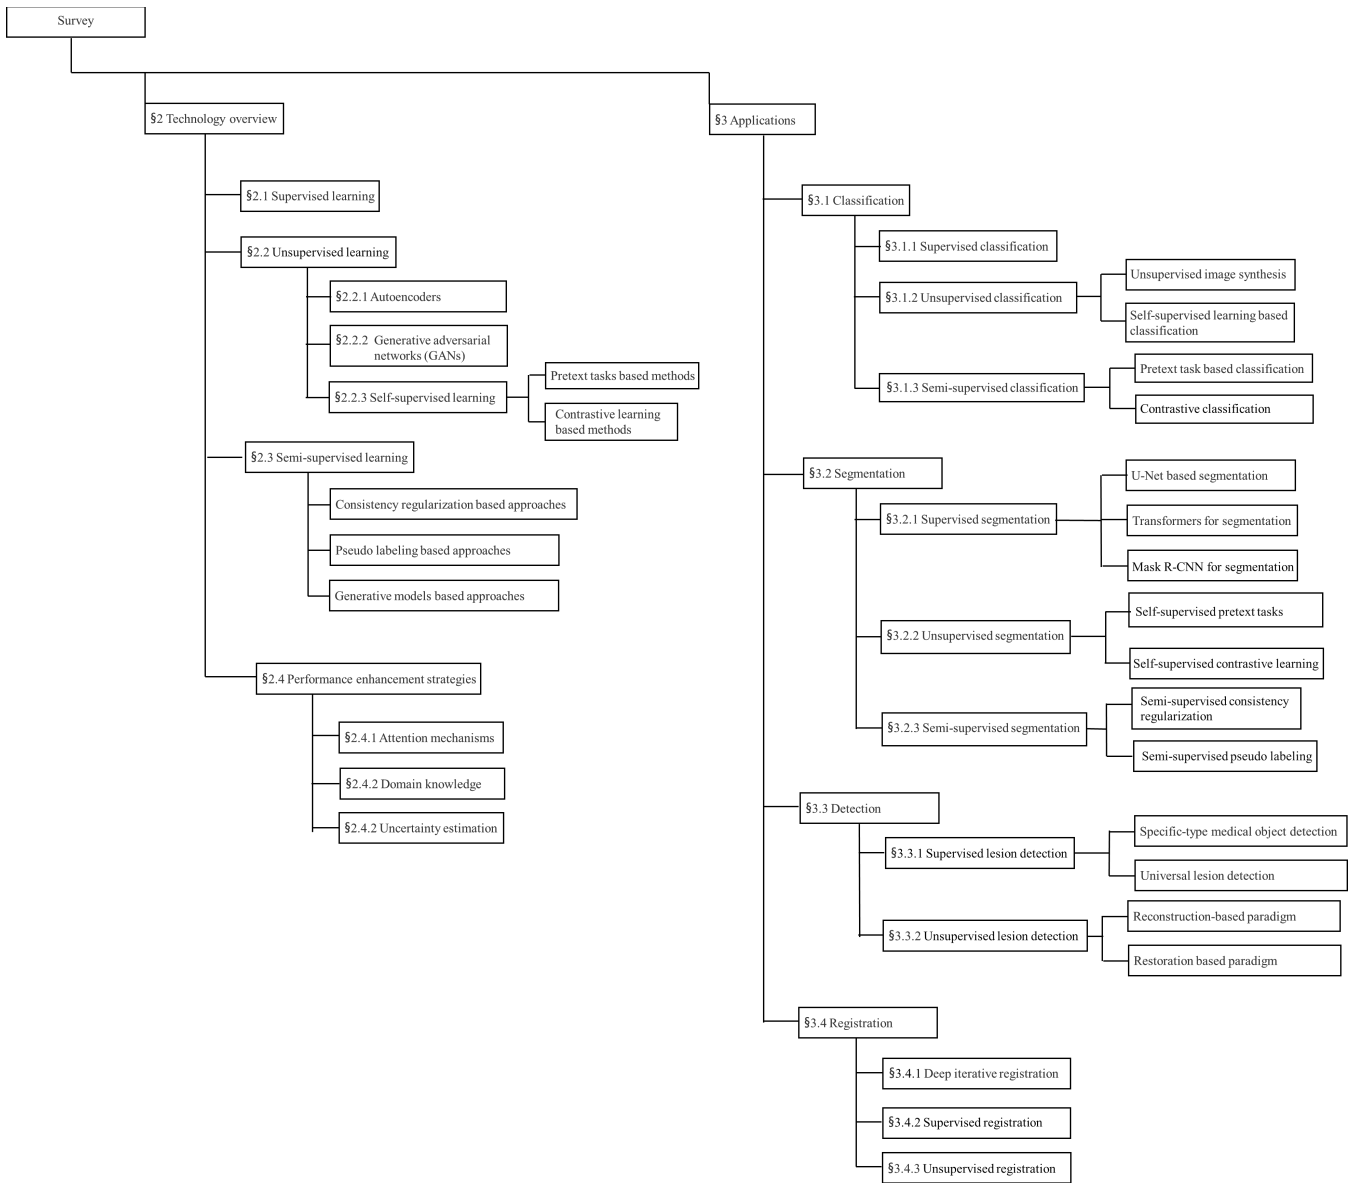 Survey
§2 Technology overview
§2.1 Supervised learning
§2.2 Unsupervised learning
§2.2.1 Autoencoders
§2.2.2 Generative adversarial
networks (GANs)
§2.2.3 Self-supervised learning
Pretext tasks based methods
Contrastive learning
based methods
§2.3 Semi-supervised learning
Consistency regularization based approaches
Pseudo labeling based approaches
Generative models based approaches
§2.4 Performance enhancement strategies
§2.4.1 Attention mechanisms
§2.4.2 Domain knowledge
§2.4.2 Uncertainty estimation
§3 Applications
§3.1 Classification
§3.1.1 Supervised classification
§3.1.2 Unsupervised classification
Unsupervised image synthesis
Self-supervised learning based
classification
§3.1.3 Semi-supervised classification
Pretext task based classification
Contrastive classification
§3.2 Segmentation
§3.2.1 Supervised segmentation
U-Net based segmentation
Transformers for segmentation
Mask R-CNN for segmentation
§3.2.2 Unsupervised segmentation
Self-supervised pretext tasks
Self-supervised contrastive learning
§3.2.3 Semi-supervised segmentation
Semi-supervised consistency
regularization
Semi-supervised pseudo labeling
§3.3 Detection
§3.3.1 Supervised lesion detection
Specific-type medical object detection
Universal lesion detection
§3.3.2 Unsupervised lesion detection
Reconstruction-based paradigm
Restoration based paradigm
§3.4 Registration
§3.4.1 Deep iterative registration
§3.4.2 Supervised registration
§3.4.3 Unsupervised registration